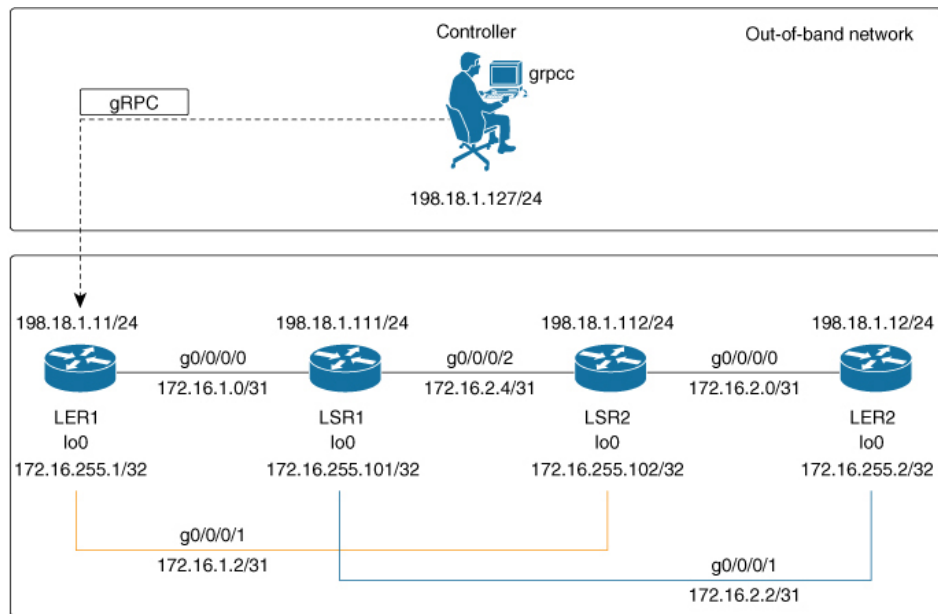 Controller
Out-of-band network
grpcc
gRPC
198.18.1.127/24
198.18.1.11/24
198.18.1.111/24
198.18.1.112/24
198.18.1.12/24
g0/0/0/0
g0/0/0/2
g0/0/0/0
172.16.1.0/31
172.16.2.4/31
172.16.2.0/31
LER1
LSR1
LSR2
LER2
lo0
lo0
lo0
lo0
172.16.255.1/32
172.16.255.101/32
172.16.255.102/32
172.16.255.2/32
g0/0/0/1
172.16.1.2/31
g0/0/0/1
172.16.2.2/31